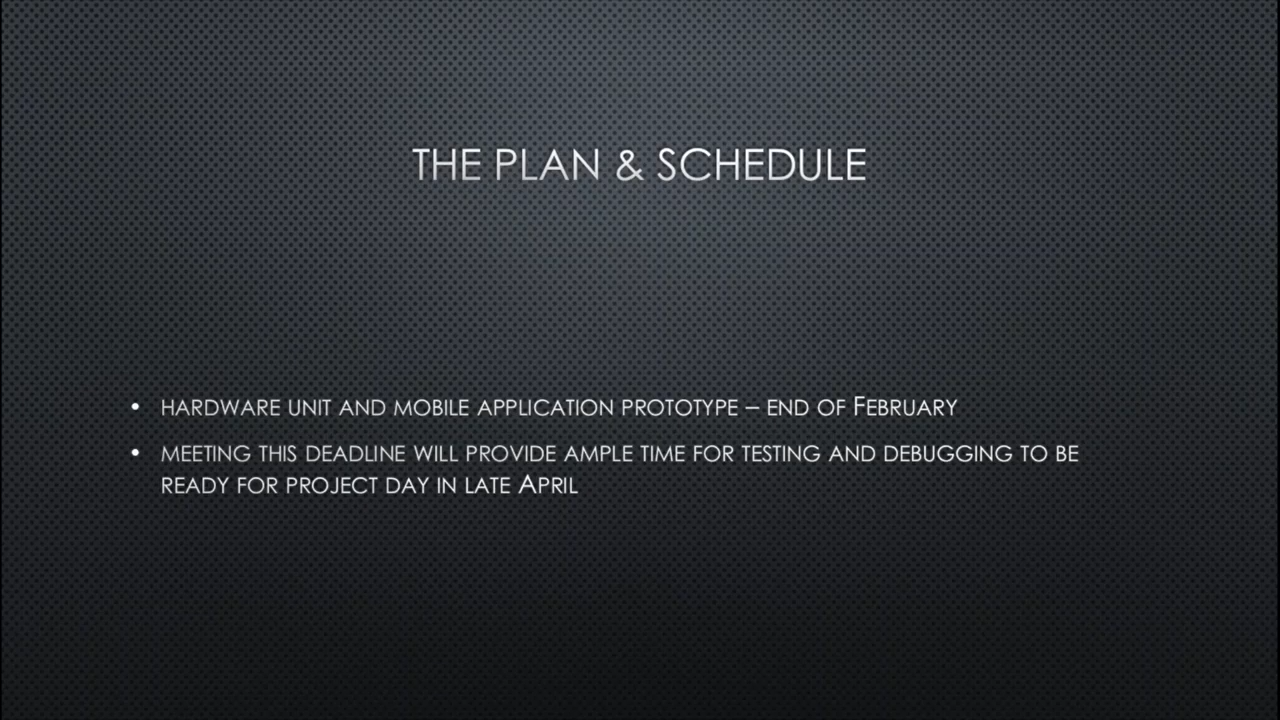 THE PLAN & SCHEDULE
• HARDWARE UNIT AND MOBILE APPLICATION PROTOTYPE – END OF FEBRUARY
• MEETING THIS DEADLINE WILL PROVIDE AMPLE TIME FOR TESTING AND DEBUGGING TO BE
READY FOR PROJECT DAY IN LATE APRIL